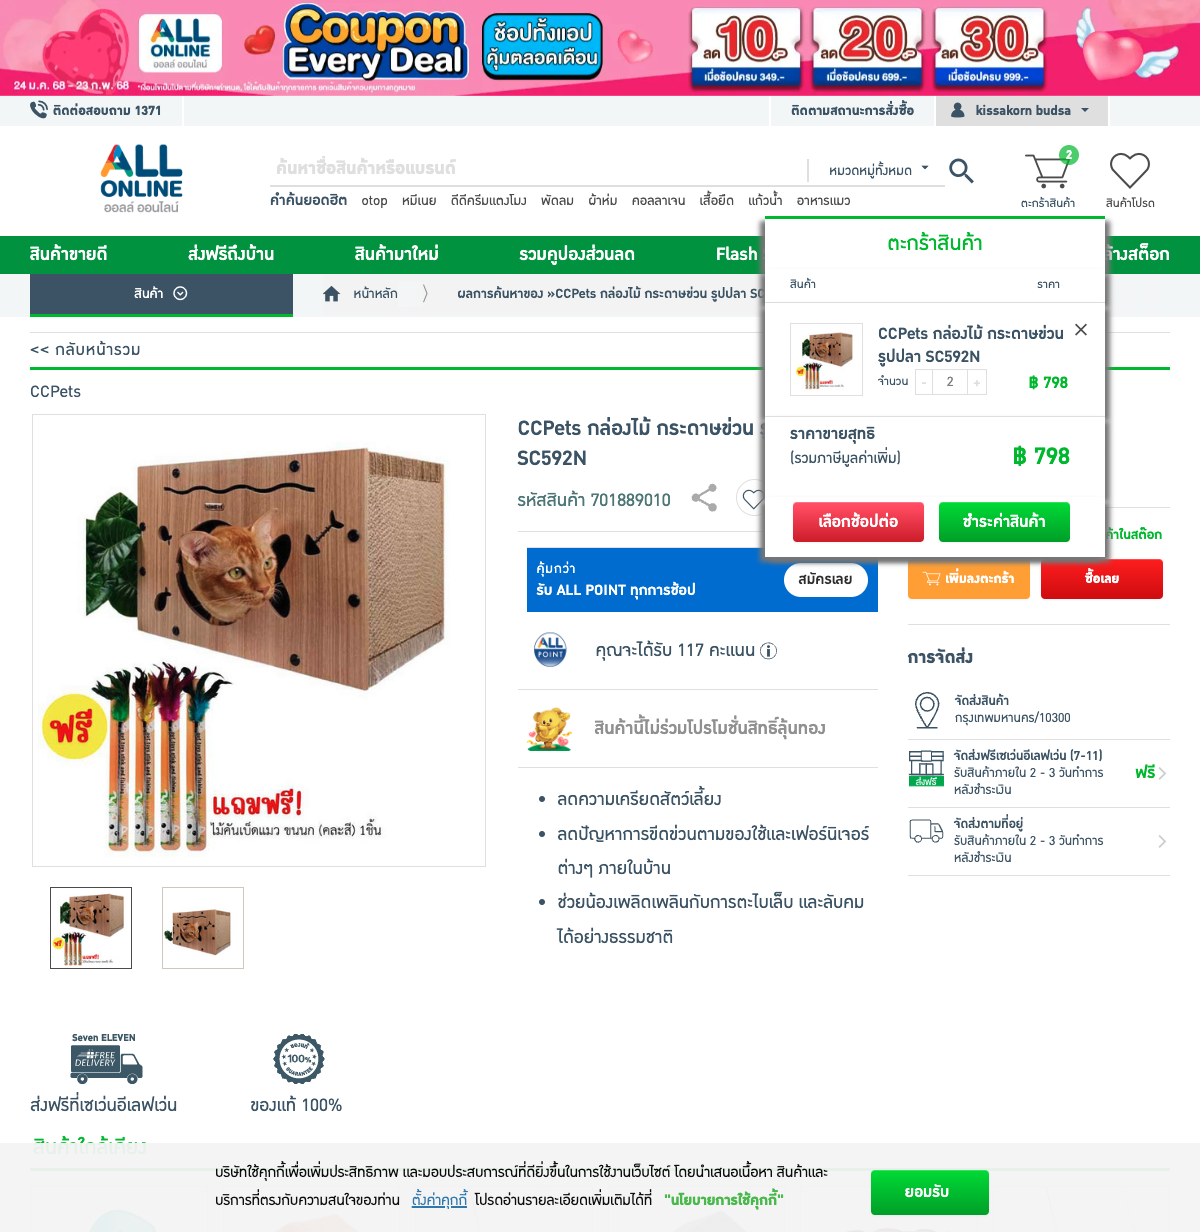 ALL ONLINE
ออลล์ ออนไลน์
Coupon
Every Deal
ช้อปทั้งแอป
คุ้มตลอดเดือน
ลด 10.-
เมื่อช้อปครบ 349.-
ลด 20.-
เมื่อช้อปครบ 699.-
ลด 30.-
เมื่อช้อปครบ 999.-
24 ม.ค. 68 – 23 ก.พ. 68
ติดต่อสอบถาม 1371
ติดตามสถานะการสั่งซื้อ
kissakorn budsa
ALL
ONLINE
ออลล์ ออนไลน์
ค้นหาชื่อสินค้าหรือแบรนด์
หมวดหมู่ทั้งหมด
2
ตะกร้าสินค้า
สินค้าโปรด
คำค้นยอดฮิต otop หมีเนย ดีดีครีมแตงโมง พัดลม ผ้าห่ม คอลลาเจน เสื้อยืด แก้วน้ำ อาหารแมว
สินค้าขายดี ส่งฟรีถึงบ้าน สินค้ามาใหม่ รวมคูปองส่วนลด Flash ล้างสต็อก
สินค้า
หน้าหลัก
ผลการค้นหาของ »CCPets กล่องไม้ กระดาษข่วน รูปปลา SC
ตะกร้าสินค้า
สินค้า ราคา
CCPets กล่องไม้ กระดาษข่วน
รูปปลา SC592N
จำนวน - 2 + ฿ 798
ราคาขายสุทธิ
(รวมภาษีมูลค่าเพิ่ม) ฿ 798
เลือกช้อปต่อ ชำระค่าสินค้า
<< กลับหน้ารวม
CCPets
CCPets กล่องไม้ กระดาษข่วน
SC592N
รหัสสินค้า 701889010
ค้าในสต๊อก
เพิ่มลงตะกร้า ซื้อเลย
คุ้มกว่า
รับ ALL POINT ทุกการช้อป
สมัครเลย
ALL
POINT
คุณจะได้รับ 117 คะแนน
สินค้านี้ไม่ร่วมโปรโมชั่นสิทธิ์ลุ้นทอง
• ลดความเครียดสัตว์เลี้ยง
• ลดปัญหาการขีดข่วนตามของใช้และเฟอร์นิเจอร์
ต่างๆ ภายในบ้าน
• ช่วยน้องเพลิดเพลินกับการตะไบเล็บ และลับคม
ได้อย่างธรรมชาติ
การจัดส่ง
จัดส่งสินค้า
กรุงเทพมหานคร/10300
ส่งฟรี
จัดส่งฟรีเซเว่นอีเลฟเว่น (7-11)
รับสินค้าภายใน 2 - 3 วันทำการ
หลังชำระเงิน
ฟรี
จัดส่งตามที่อยู่
รับสินค้าภายใน 2 - 3 วันทำการ
หลังชำระเงิน
ฟรี
แถมฟรี!
ไม้คันเบ็ดแมว ขนนก (คละสี) 1ชิ้น
Seven ELEVEN
FREE
DELIVERY
ส่งฟรีที่เซเว่นอีเลฟเว่น
ของแท้
100%
GUARANTEE
ของแท้ 100%
สินค้าใกล้เคียง
บริษัทใช้คุกกี้เพื่อเพิ่มประสิทธิภาพ และมอบประสบการณ์ที่ดียิ่งขึ้นในการใช้งานเว็บไซต์ โดยนำเสนอเนื้อหา สินค้าและ
บริการที่ตรงกับความสนใจของท่าน ตั้งค่าคุกกี้ โปรดอ่านรายละเอียดเพิ่มเติมได้ที่ "นโยบายการใช้คุกกี้"
ยอมรับ